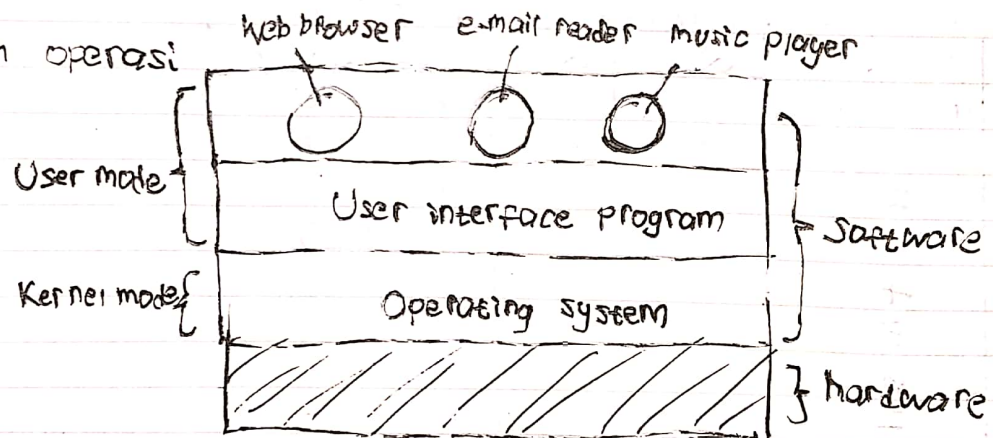 Web browser e-mail reader music player
operasi
User mode
User interface program
Software
Kernel mode
Operating system
hardware